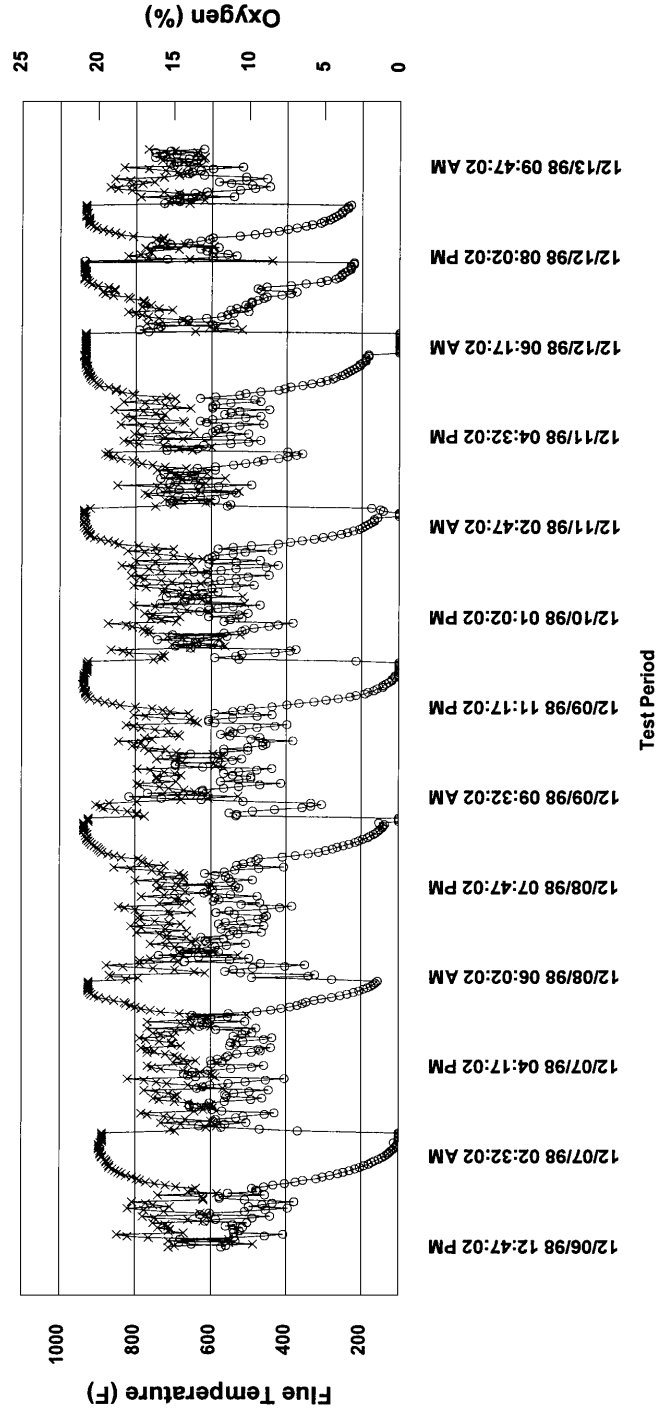 Flue Temperature (F)
1000
800
600
400
200
Oxygen (%)
25
20
15
10
5
0
12/06/98 12:47:02 PM
12/07/98 02:32:02 AM
12/07/98 04:17:02 PM
12/08/98 06:02:02 AM
12/08/98 07:47:02 PM
12/09/98 09:32:02 AM
12/09/98 11:17:02 PM
12/10/98 01:02:02 PM
12/11/98 02:47:02 AM
12/11/98 04:32:02 PM
12/12/98 06:17:02 AM
12/12/98 08:02:02 PM
12/13/98 09:47:02 AM
Test Period